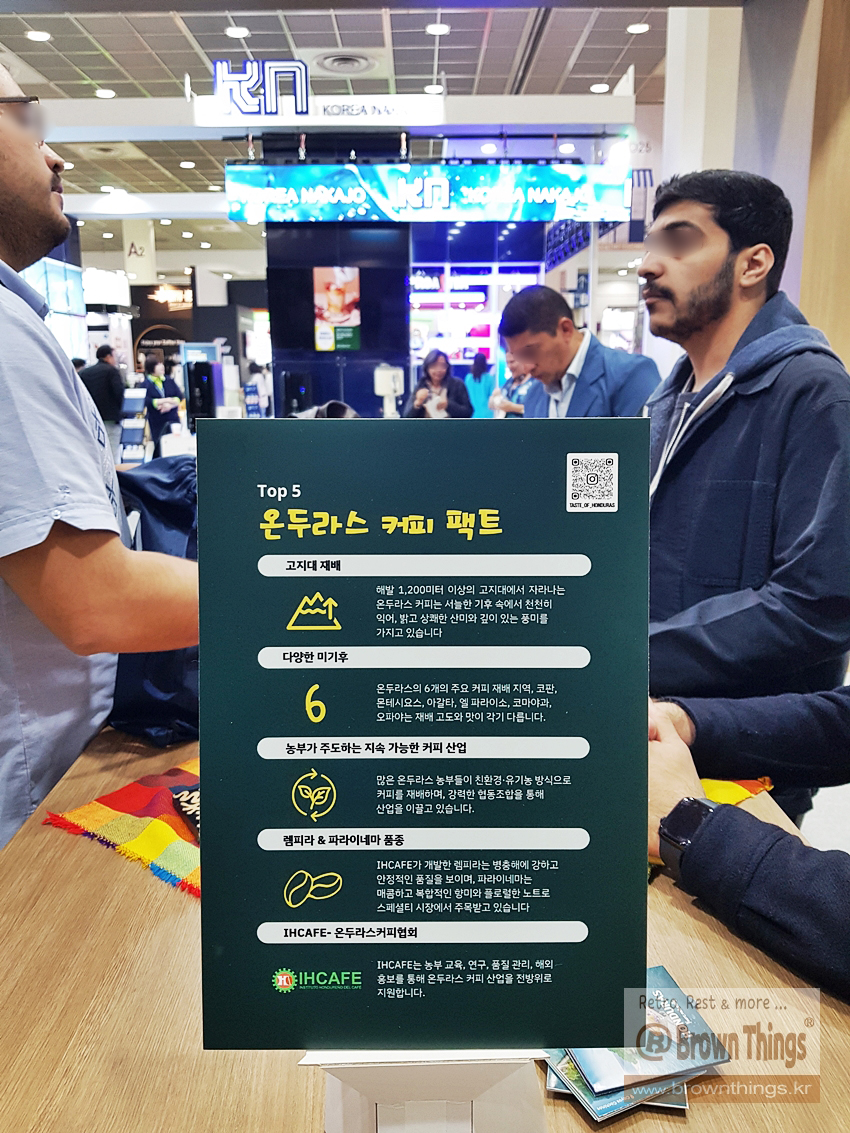 KN
KOREA NA
KOREA NAKAJO KN KOREA NAKAJO
A.2
Top 5
온두라스 커피 팩트
TASTE_OF_HONDURAS
고지대 재배
해발 1,200미터 이상의 고지대에서 자라나는
온두라스 커피는 서늘한 기후 속에서 천천히
익어, 밝고 상쾌한 산미와 깊이 있는 풍미를
가지고 있습니다
다양한 미기후
6
온두라스의 6개의 주요 커피 재배 지역, 코판,
몬테시요스, 아갈타, 엘 파라이소, 코마야과,
오파야는 재배 고도와 맛이 각기 다릅니다.
농부가 주도하는 지속 가능한 커피 산업
많은 온두라스 농부들이 친환경·유기농 방식으로
커피를 재배하며, 강력한 협동조합을 통해
산업을 이끌고 있습니다.
렘피라 & 파라이네마 품종
IHCAFE가 개발한 렘피라는 병충해에 강하고
안정적인 품질을 보이며, 파라이네마는
매콤하고 복합적인 향미와 플로럴한 노트로
스페셜티 시장에서 주목받고 있습니다
IHCAFE- 온두라스커피협회
IHCAFE
INSTITUTO HONDUREÑO DEL CAFÉ
IHCAFE는 농부 교육, 연구, 품질 관리, 해외
홍보를 통해 온두라스 커피 산업을 전방위로
지원합니다.
Retro, Rest & more ...
R Brown Things®
www.brownthings.kr